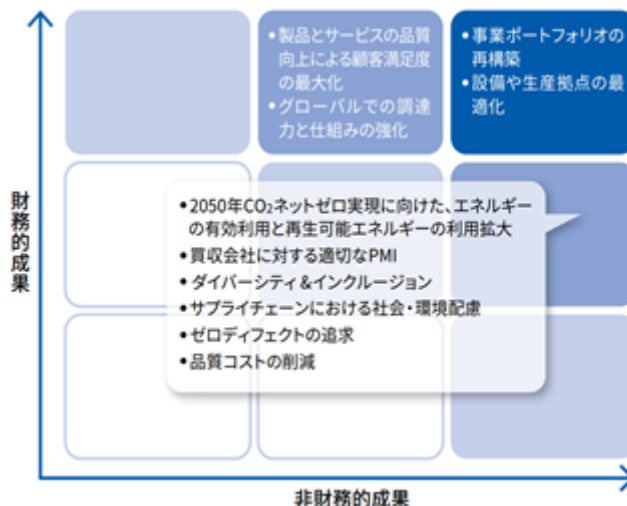 • 製品とサービスの品質
向上による顧客満足度
の最大化
• グローバルでの調達
力と仕組みの強化
• 事業ポートフォリオの
再構築
• 設備や生産拠点の最
適化
財務的成果
• 2050年CO₂ネットゼロ実現に向けた、エネルギー
の有効利用と再生可能エネルギーの利用拡大
• 買収会社に対する適切なPMI
• ダイバーシティ&インクルージョン
• サプライチェーンにおける社会・環境配慮
• ゼロディフェクトの追求
• 品質コストの削減
非財務的成果